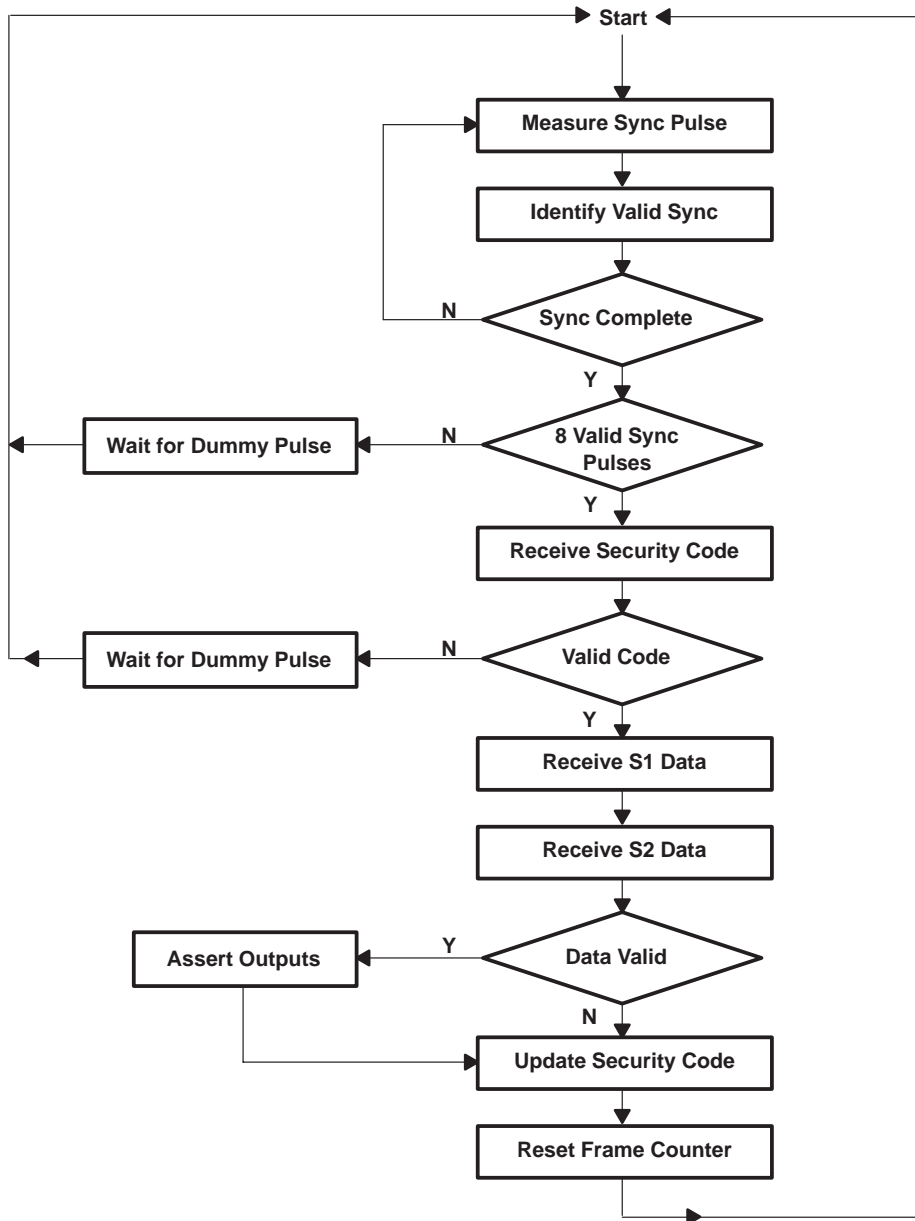 Start
Measure Sync Pulse
Identify Valid Sync
N
Sync Complete
Y
Wait for Dummy Pulse
N
8 Valid Sync
Pulses
Y
Receive Security Code
Wait for Dummy Pulse
N
Valid Code
Y
Receive S1 Data
Receive S2 Data
Assert Outputs
Y
Data Valid
N
Update Security Code
Reset Frame Counter